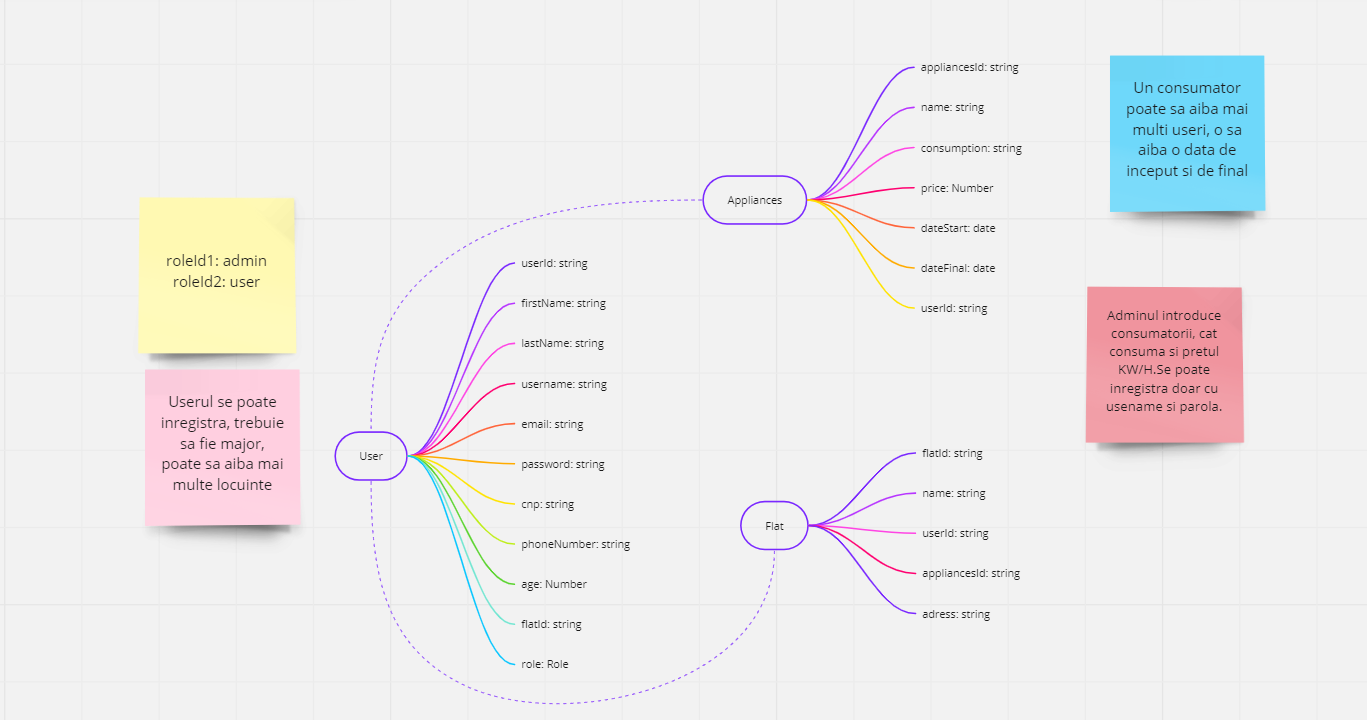 roleId1: admin
roleId2: user
Userul se poate
inregistra, trebuie
sa fie major,
poate sa aiba mai
multe locuinte
User
userId: string
firstName: string
lastName: string
username: string
email: string
password: string
cnp: string
phoneNumber: string
age: Number
flatId: string
role: Role
Appliances
appliancesId: string
name: string
consumption: string
price: Number
dateStart: date
dateFinal: date
userId: string
Flat
flatId: string
name: string
userId: string
appliancesId: string
adress: string
Un consumator
poate sa aiba mai
multi useri, o sa
aiba o data de
inceput si de final
Adminul introduce
consumatorii, cat
consuma si pretul
KW/H.Se poate
inregistra doar cu
usename si parola.